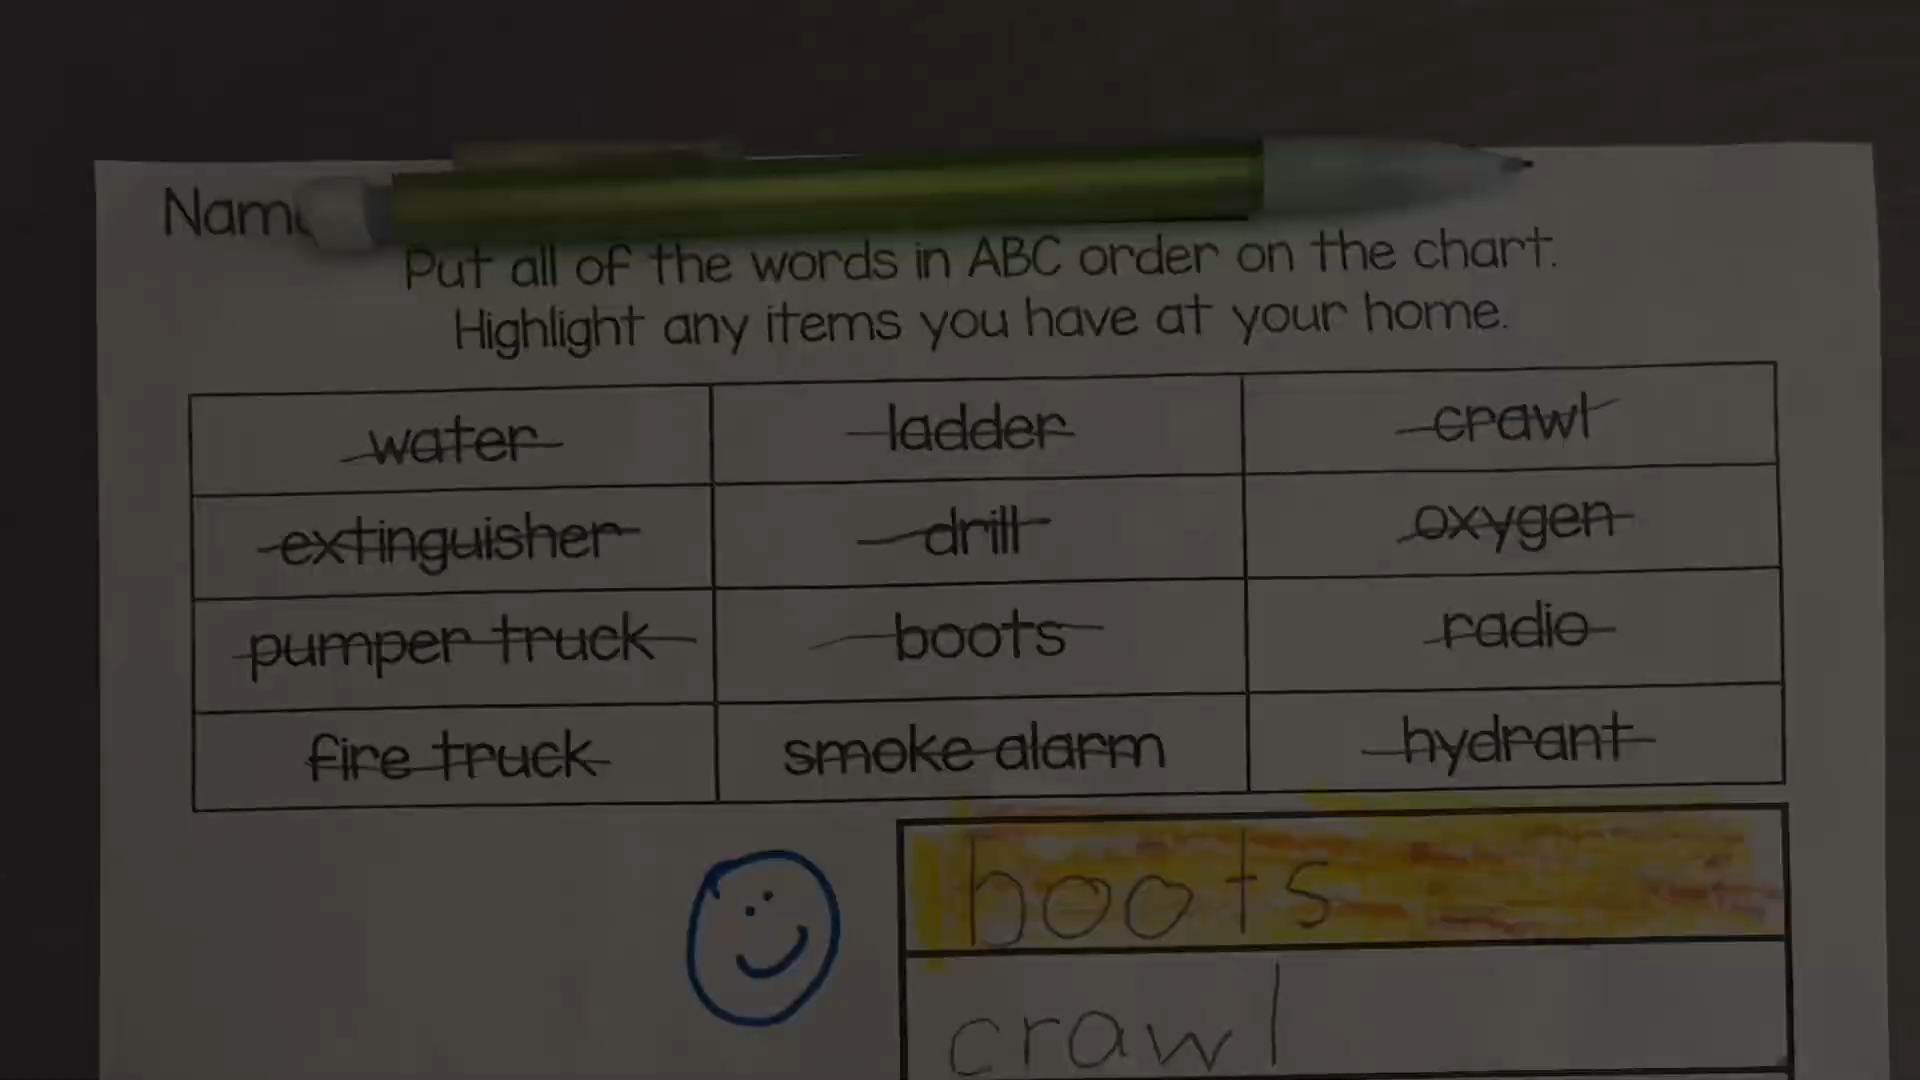 Nam
Put all of the words in ABC order on the chart.
Highlight any items you have at your home.
water ladder crawl
extinguisher drill oxygen
pumper truck boots radio
fire truck smoke alarm hydrant
boots
crawl